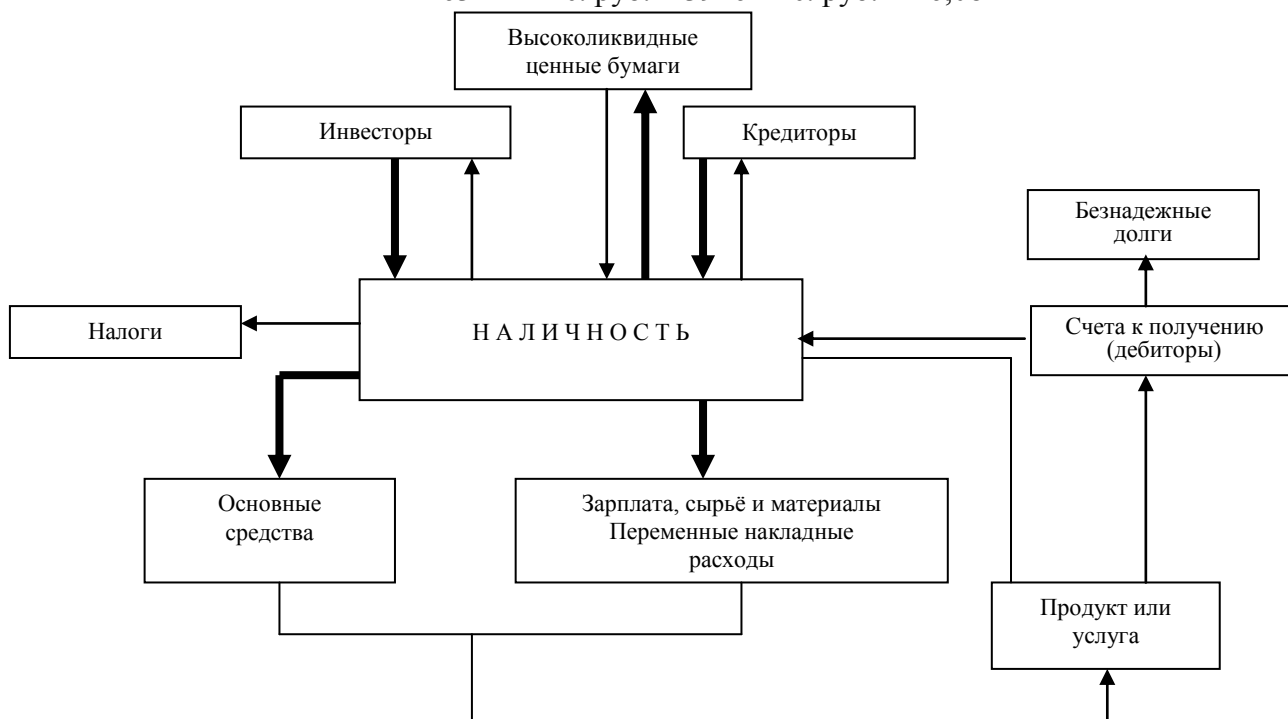 Высоколиквидные
ценные бумаги
Инвесторы
Кредиторы
Безнадежные
долги
Налоги
Н А Л И Ч Н О С Т Ь
Счета к получению
(дебиторы)
Основные
средства
Зарплата, сырьё и материалы
Переменные накладные
расходы
Продукт или
услуга